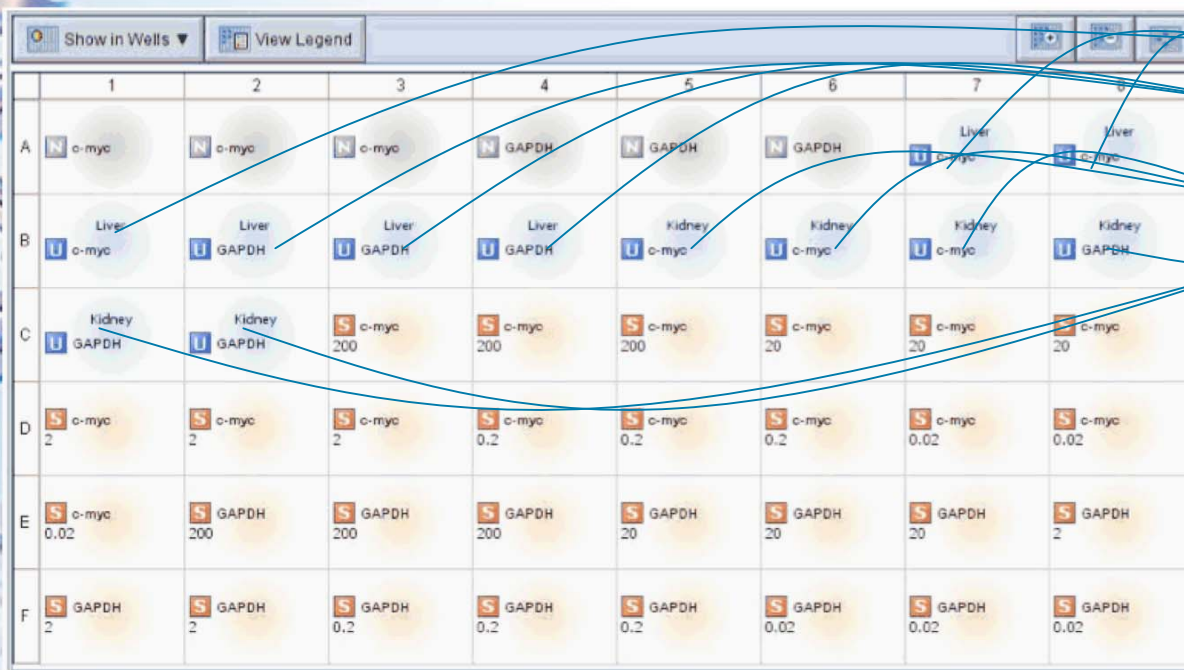 Show in Wells ▼ View Legend
1 2 3 4 5 6 7 8
A N c-myc N c-myc N c-myc N GAPDH N GAPDH N GAPDH Liver U c-myc Liver U c-myc
B Liver U c-myc Liver U GAPDH Liver U GAPDH Liver U GAPDH Kidney U c-myc Kidney U c-myc Kidney U c-myc Kidney U GAPDH
C Kidney U GAPDH Kidney U GAPDH S c-myc 200 S c-myc 200 S c-myc 200 S c-myc 20 S c-myc 20 S c-myc 20
D S c-myc 2 S c-myc 2 S c-myc 2 S c-myc 0.2 S c-myc 0.2 S c-myc 0.2 S c-myc 0.02 S c-myc 0.02
E S c-myc 0.02 S GAPDH 200 S GAPDH 200 S GAPDH 200 S GAPDH 20 S GAPDH 20 S GAPDH 20 S GAPDH 2
F S GAPDH 2 S GAPDH 2 S GAPDH 0.2 S GAPDH 0.2 S GAPDH 0.2 S GAPDH 0.02 S GAPDH 0.02 S GAPDH 0.02